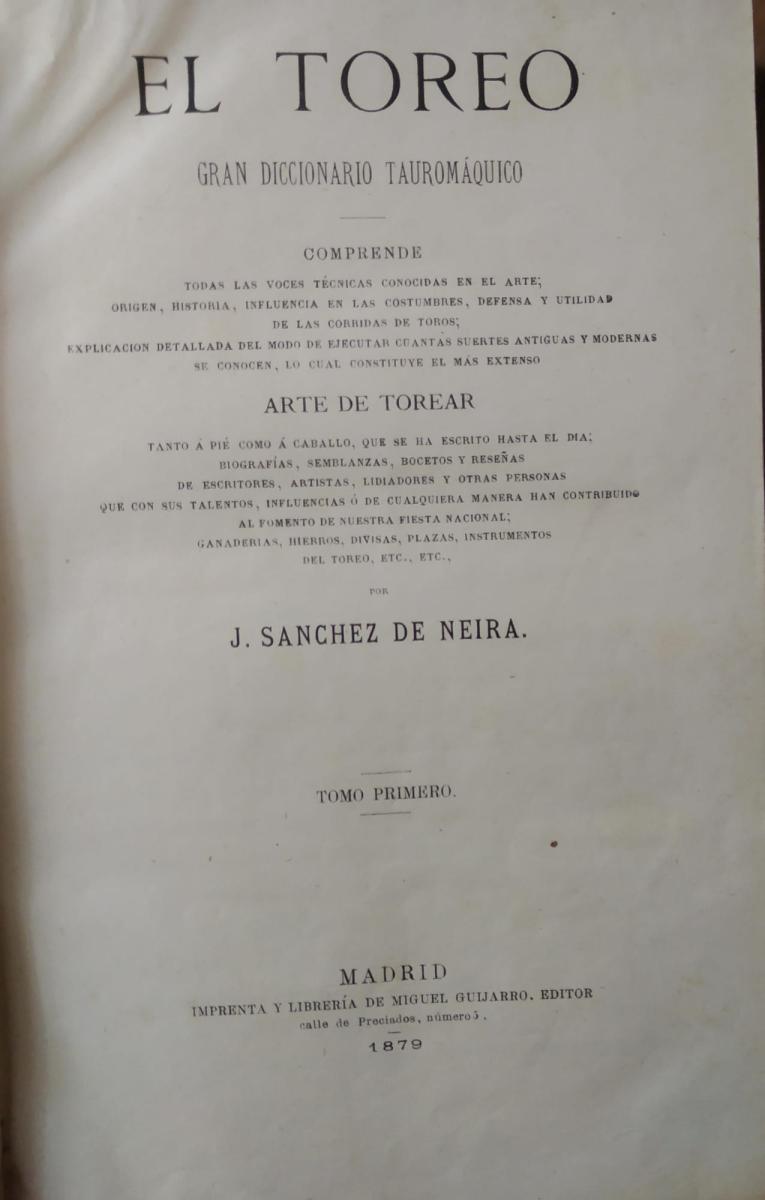 EL TOREO
GRAN DICCIONARIO TAUROMÁQUICO
COMPRENDE
TODAS LAS VOCES TÉCNICAS CONOCIDAS EN EL ARTE;
ORIGEN, HISTORIA, INFLUENCIA EN LAS COSTUMBRES, DEFENSA Y UTILIDAD
DE LAS CORRIDAS DE TOROS;
EXPLICACION DETALLADA DEL MODO DE EJECUTAR CUANTAS SUERTES ANTIGUAS Y MODERNAS
SE CONOCEN, LO CUAL CONSTITUYE EL MÁS EXTENSO
ARTE DE TOREAR
TANTO Á PIÉ COMO Á CABALLO, QUE SE HA ESCRITO HASTA EL DIA;
BIOGRAFÍAS, SEMBLANZAS, BOCETOS Y RESEÑAS
DE ESCRITORES, ARTISTAS, LIDIADORES Y OTRAS PERSONAS
QUE CON SUS TALENTOS, INFLUENCIAS Ó DE CUALQUIERA MANERA HAN CONTRIBUIDO
AL FOMENTO DE NUESTRA FIESTA NACIONAL;
GANADERIAS, HIERROS, DIVISAS, PLAZAS, INSTRUMENTOS
DEL TOREO, ETC., ETC.,
POR
J. SANCHEZ DE NEIRA.
TOMO PRIMERO.
MADRID
IMPRENTA Y LIBRERÍA DE MIGUEL GUIJARRO, EDITOR
calle de Preciados, número 5.
1879